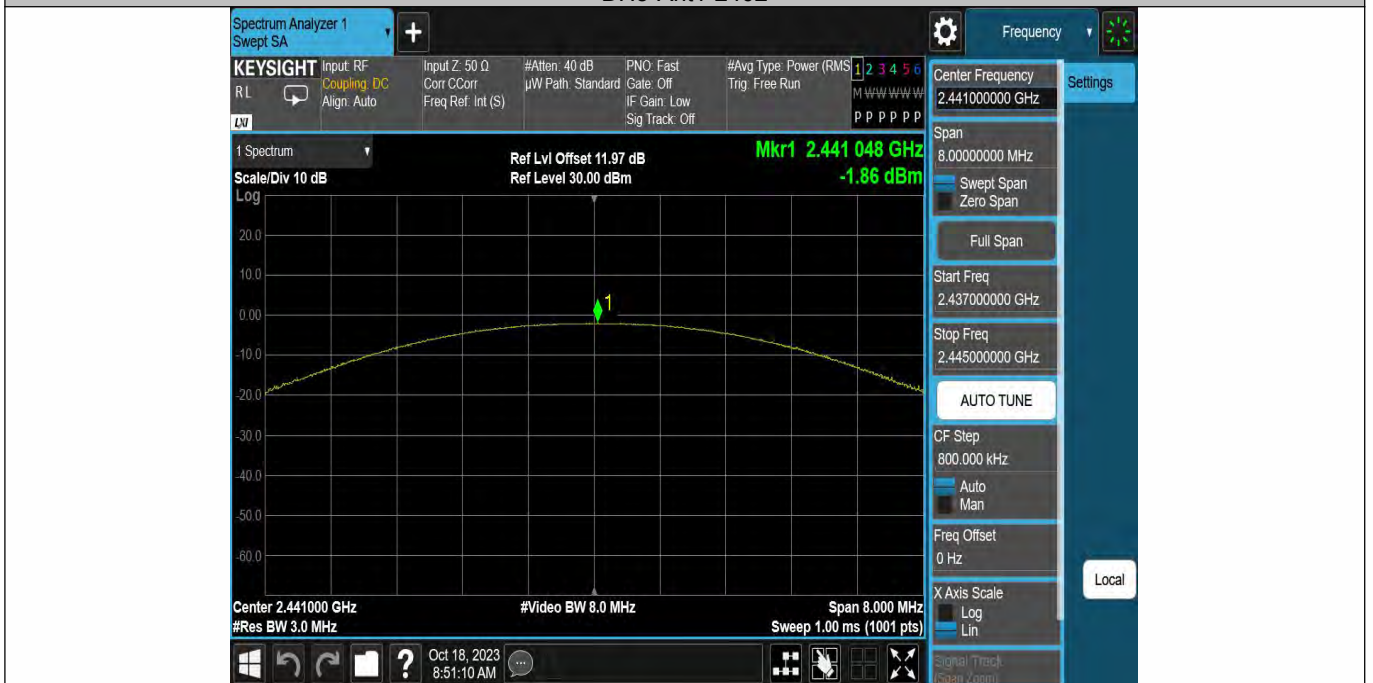 Spectrum Analyzer 1
Swept SA
+
Frequency
KEYSIGHT
Input: RF
Coupling: DC
Align: Auto
RL
LXI
Input Z: 50 Ω
Corr CCorr
Freq Ref: Int (S)
#Atten: 40 dB
µW Path: Standard
PNO: Fast
Gate: Off
IF Gain: Low
Sig Track: Off
#Avg Type: Power (RMS
Trig: Free Run
1 2 3 4 5 6
M W W W W W
P P P P P P
1 Spectrum
Scale/Div 10 dB
Ref Lvl Offset 11.97 dB
Ref Level 30.00 dBm
Mkr1 2.441 048 GHz
-1.86 dBm
Log
20.0
10.0
0.00
-10.0
-20.0
-30.0
-40.0
-50.0
-60.0
1
Center 2.441000 GHz
#Res BW 3.0 MHz
#Video BW 8.0 MHz
Span 8.000 MHz
Sweep 1.00 ms (1001 pts)
Center Frequency
2.441000000 GHz
Settings
Span
8.00000000 MHz
Swept Span
Zero Span
Full Span
Start Freq
2.437000000 GHz
Stop Freq
2.445000000 GHz
AUTO TUNE
CF Step
800.000 kHz
Auto
Man
Freq Offset
0 Hz
X Axis Scale
Log
Lin
Signal Track
(Span Zoom)
Local
?
Oct 18, 2023
8:51:10 AM